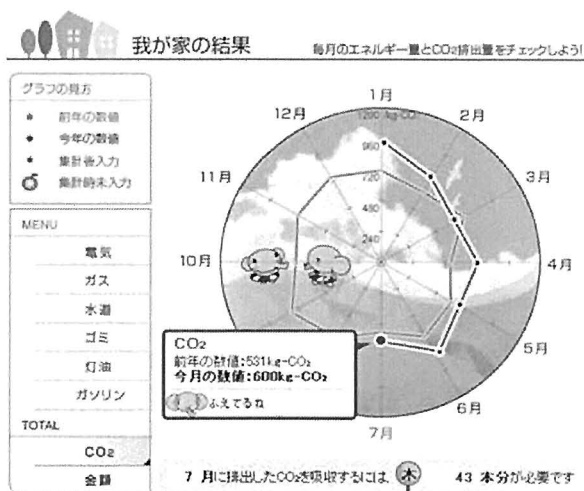 我が家の結果
毎月のエネルギー量とCO2排出量をチェックしよう!
グラフの見方
前年の数値
今年の数値
集計後入力
集計時未入力
MENU
電気
ガス
水道
ゴミ
灯油
ガソリン
TOTAL
CO2
金額
1月
2月
3月
4月
5月
6月
7月
10月
11月
12月
1200 kg-CO2
960
720
480
240
CO2
前年の数値:531kg-CO2
今月の数値:600kg-CO2
ふえてるね
7 月に排出したCO2を吸収するには、 木 43 本分が必要です